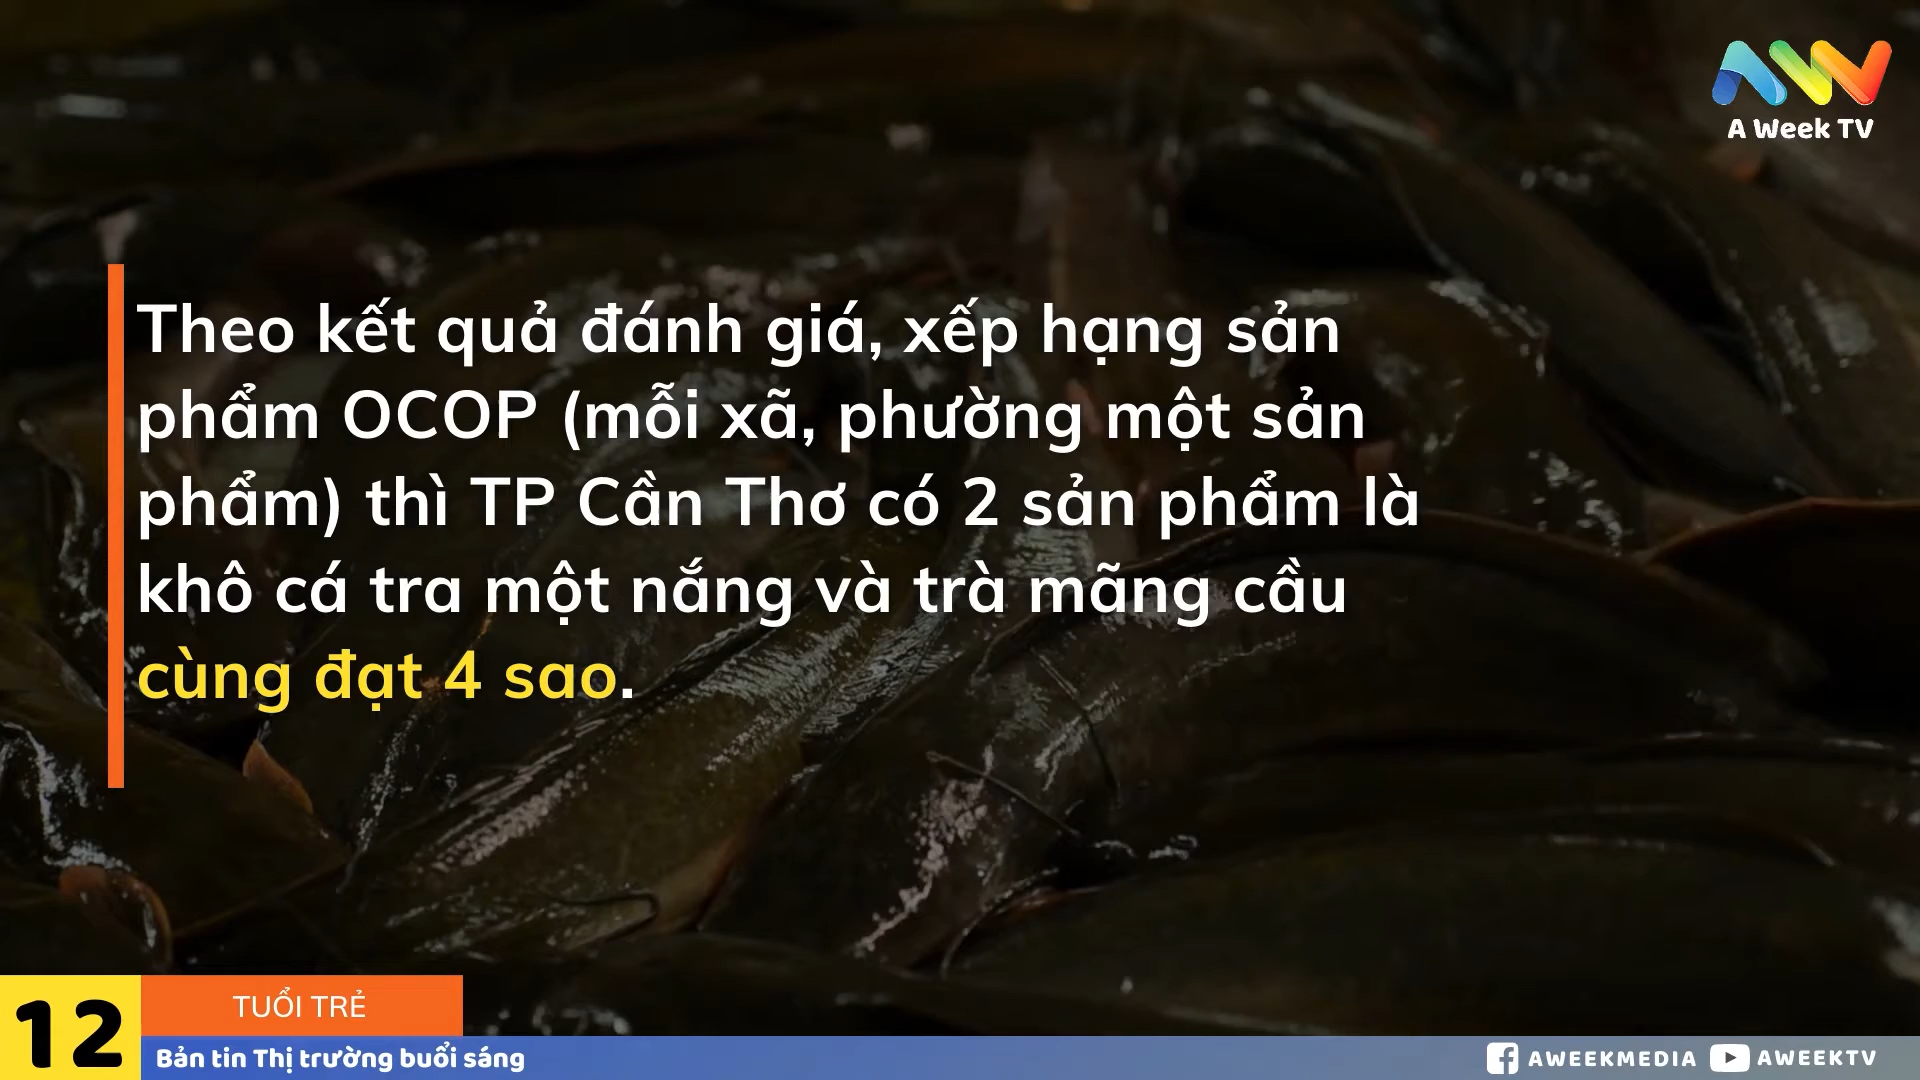 A Week TV
Theo kết quả đánh giá, xếp hạng sản
phẩm OCOP (mỗi xã, phường một sản
phẩm) thì TP Cần Thơ có 2 sản phẩm là
khô cá tra một nắng và trà mãng cầu
cùng đạt 4 sao.
12
TUỔI TRẺ
Bản tin Thị trường buổi sáng
AWEEKMEDIA
AWEEKTV